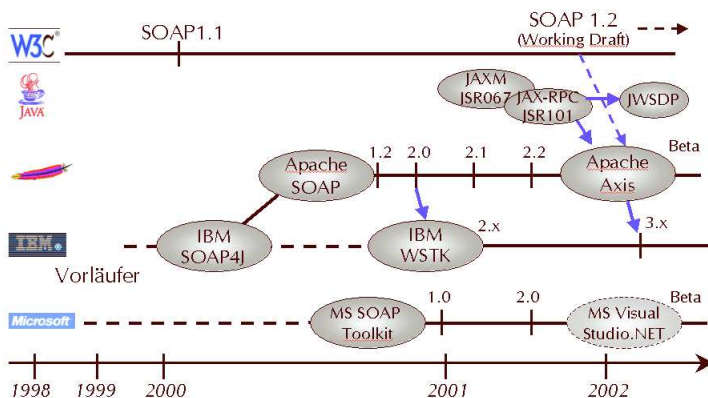 W3C®
SOAP1.1
SOAP 1.2
(Working Draft)
JAVA
JAXM
JSR067
JAX-RPC
JSR101
JWSDP
Apache
SOAP
1.2
2.0
2.1
2.2
Apache
Axis
Beta
IBM®
IBM
SOAP4J
IBM
WSTK
2.x
3.x
Vorläufer
Microsoft
MS SOAP
Toolkit
1.0
2.0
MS Visual
Studio.NET
Beta
1998
1999
2000
2001
2002